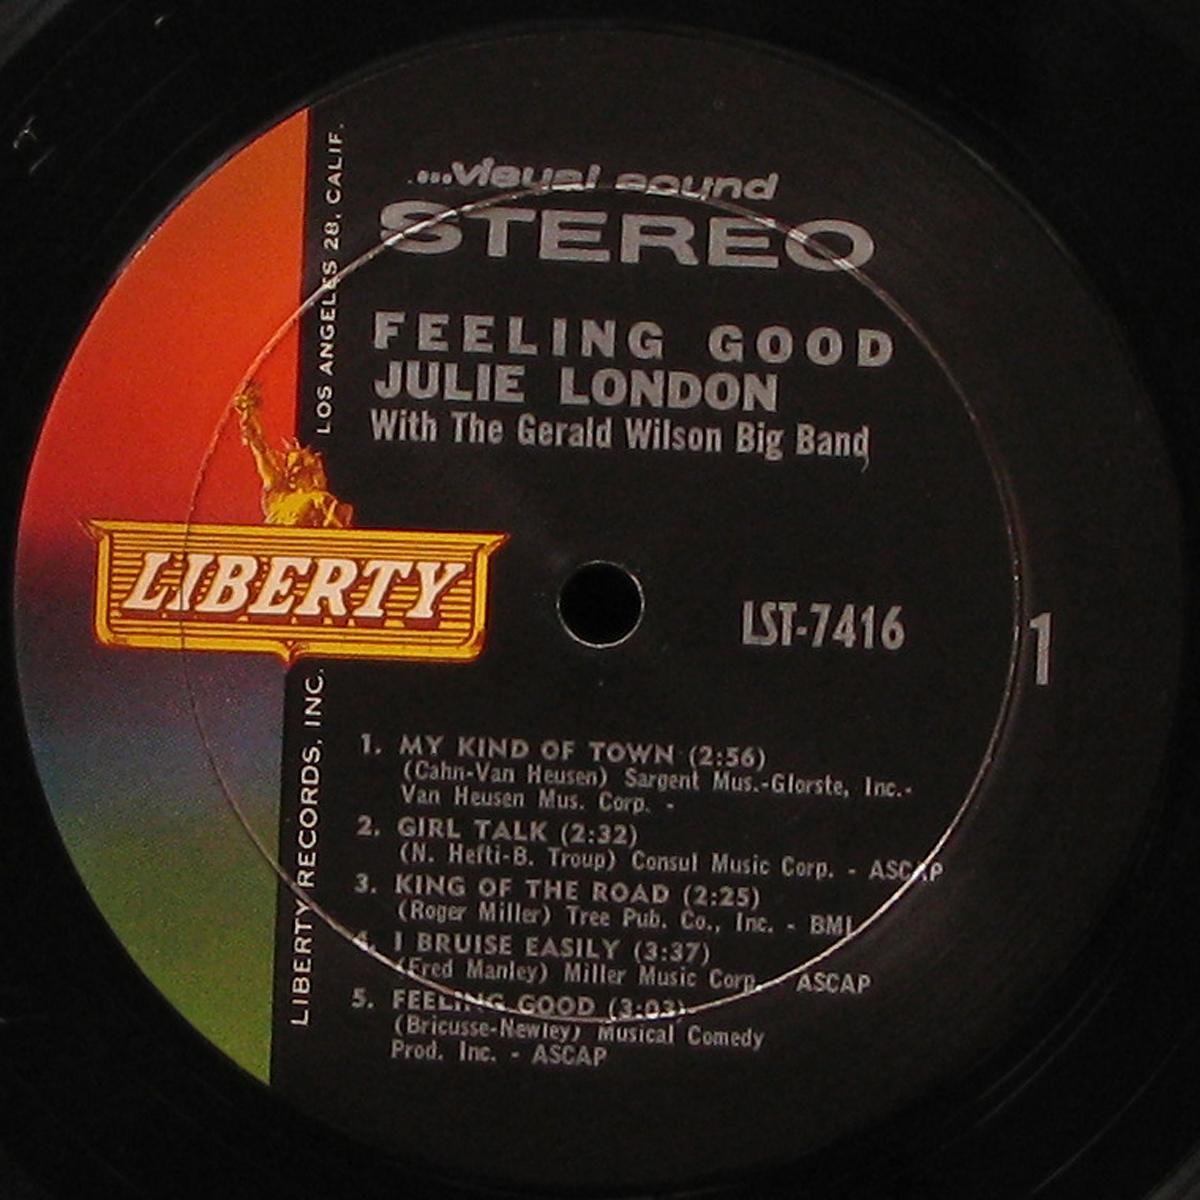 ...visual sound
STEREO
FEELING GOOD
JULIE LONDON
With The Gerald Wilson Big Band
LOS ANGELES 28, CALIF.
LIBERTY
LIBERTY RECORDS, INC.
LST-7416
1
1. MY KIND OF TOWN (2:56)
(Cahn-Van Heusen) Sargent Mus.-Glorste, Inc.-
Van Heusen Mus. Corp. -
2. GIRL TALK (2:32)
(N. Hefti-B. Troup) Consul Music Corp. - ASCAP
3. KING OF THE ROAD (2:25)
(Roger Miller) Tree Pub. Co., Inc. - BMI
4. I BRUISE EASILY (3:37)
(Fred Manley) Miller Music Corp. - ASCAP
5. FEELING GOOD (3:03)
(Bricusse-Newley) Musical Comedy
Prod. Inc. - ASCAP